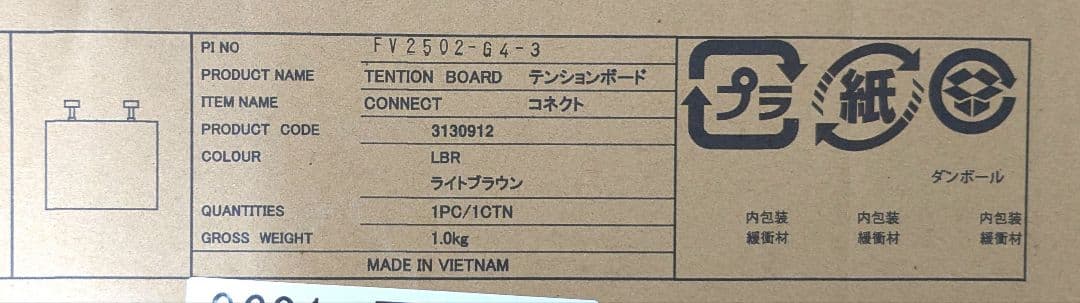 PI NO FV2502-G4-3
PRODUCT NAME TENTION BOARD テンションボード
ITEM NAME CONNECT コネクト
PRODUCT CODE 3130912
COLOUR LBR
ライトブラウン
QUANTITIES 1PC/1CTN
GROSS WEIGHT 1.0kg
MADE IN VIETNAM
プラ
紙
ダンボール
内包装
緩衝材
内包装
緩衝材
内包装
緩衝材